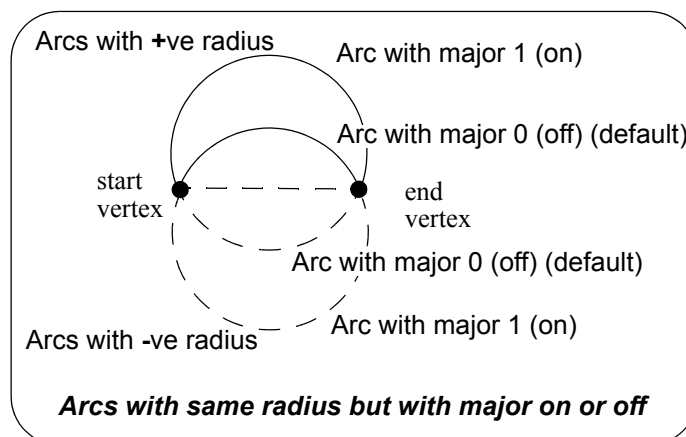 Arcs with +ve radius
Arc with major 1 (on)
Arc with major 0 (off) (default)
start
vertex
end
vertex
Arc with major 0 (off) (default)
Arc with major 1 (on)
Arcs with -ve radius
Arcs with same radius but with major on or off